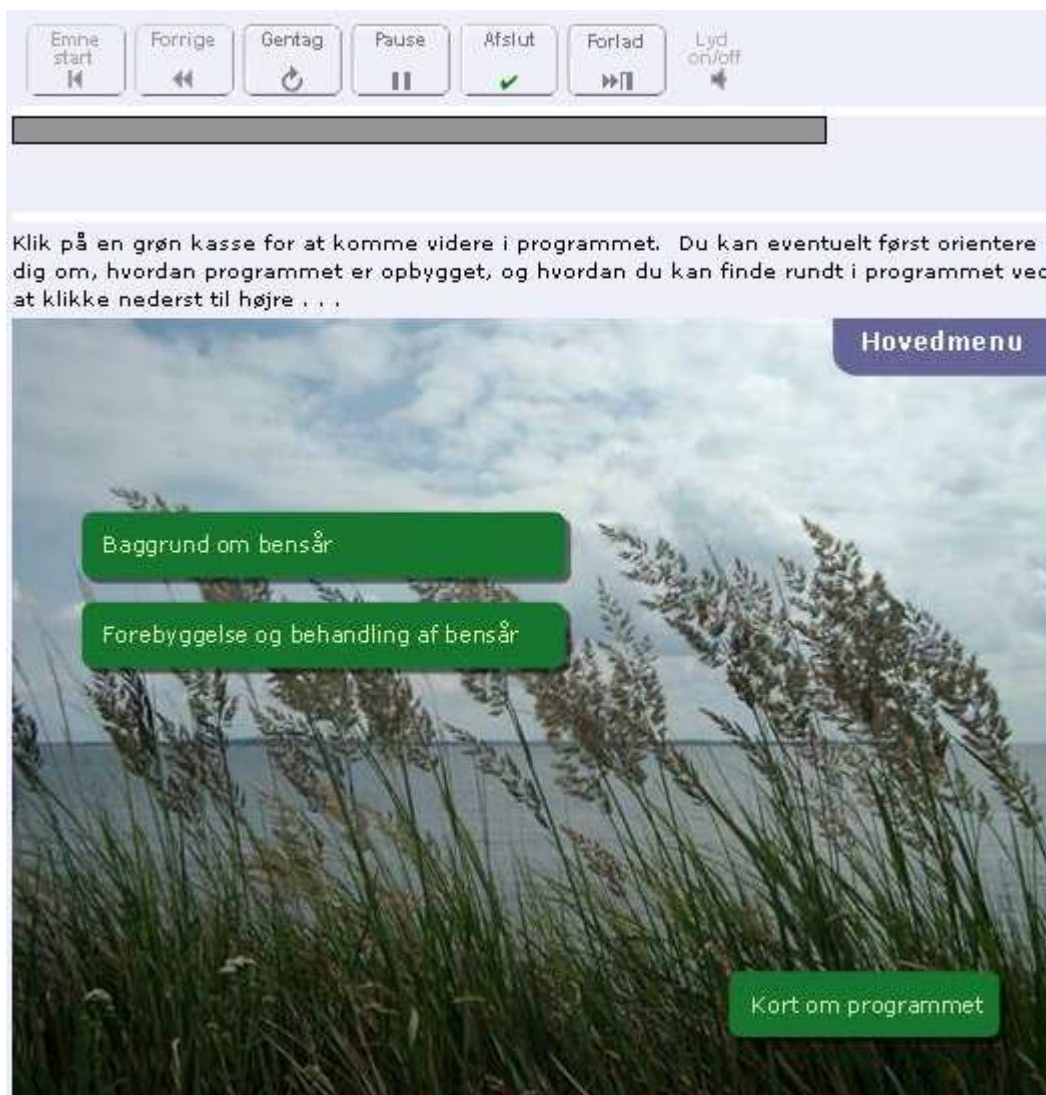 Emne start
Forrige
Gentag
Pause
Afslut
Forlad
Lyd on/off
Klik på en grøn kasse for at komme videre i programmet.  Du kan eventuelt først orientere
dig om, hvordan programmet er opbygget, og hvordan du kan finde rundt i programmet ved
at klikke nederst til højre . . .
Hovedmenu
Baggrund om bensår
Forebyggelse og behandling af bensår
Kort om programmet